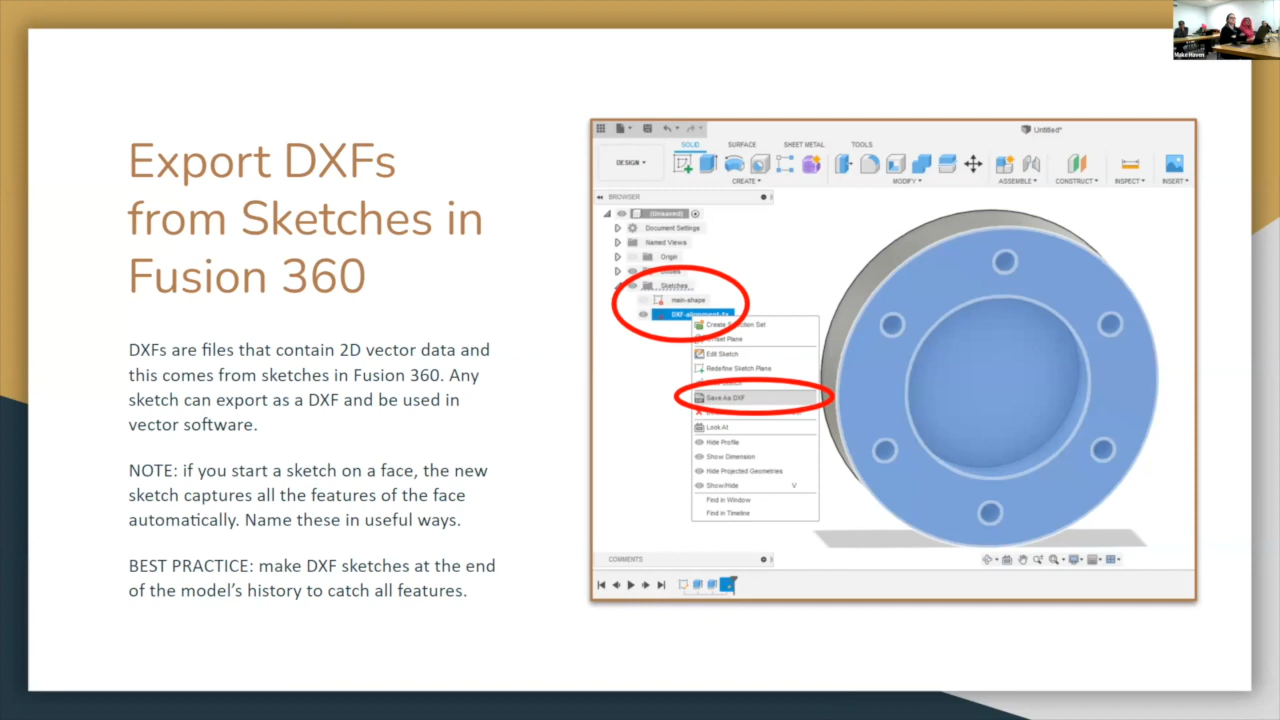 Make Haven
Export DXFs
from Sketches in
Fusion 360
DXFs are files that contain 2D vector data and
this comes from sketches in Fusion 360. Any
sketch can export as a DXF and be used in
vector software.
NOTE: if you start a sketch on a face, the new
sketch captures all the features of the face
automatically. Name these in useful ways.
BEST PRACTICE: make DXF sketches at the end
of the model’s history to catch all features.
Untitled*
SOLID SURFACE SHEET METAL TOOLS
DESIGN
CREATE MODIFY ASSEMBLE CONSTRUCT INSPECT INSERT
BROWSER
(Unsaved)
Document Settings
Named Views
Origin
Sketches
main-shape
Edit Sketch
Redefine Sketch Plane
Save As DXF
Look At
Hide Profile
Show Dimension
Hide Projected Geometries
Show/Hide V
Find in Window
Find in Timeline
COMMENTS